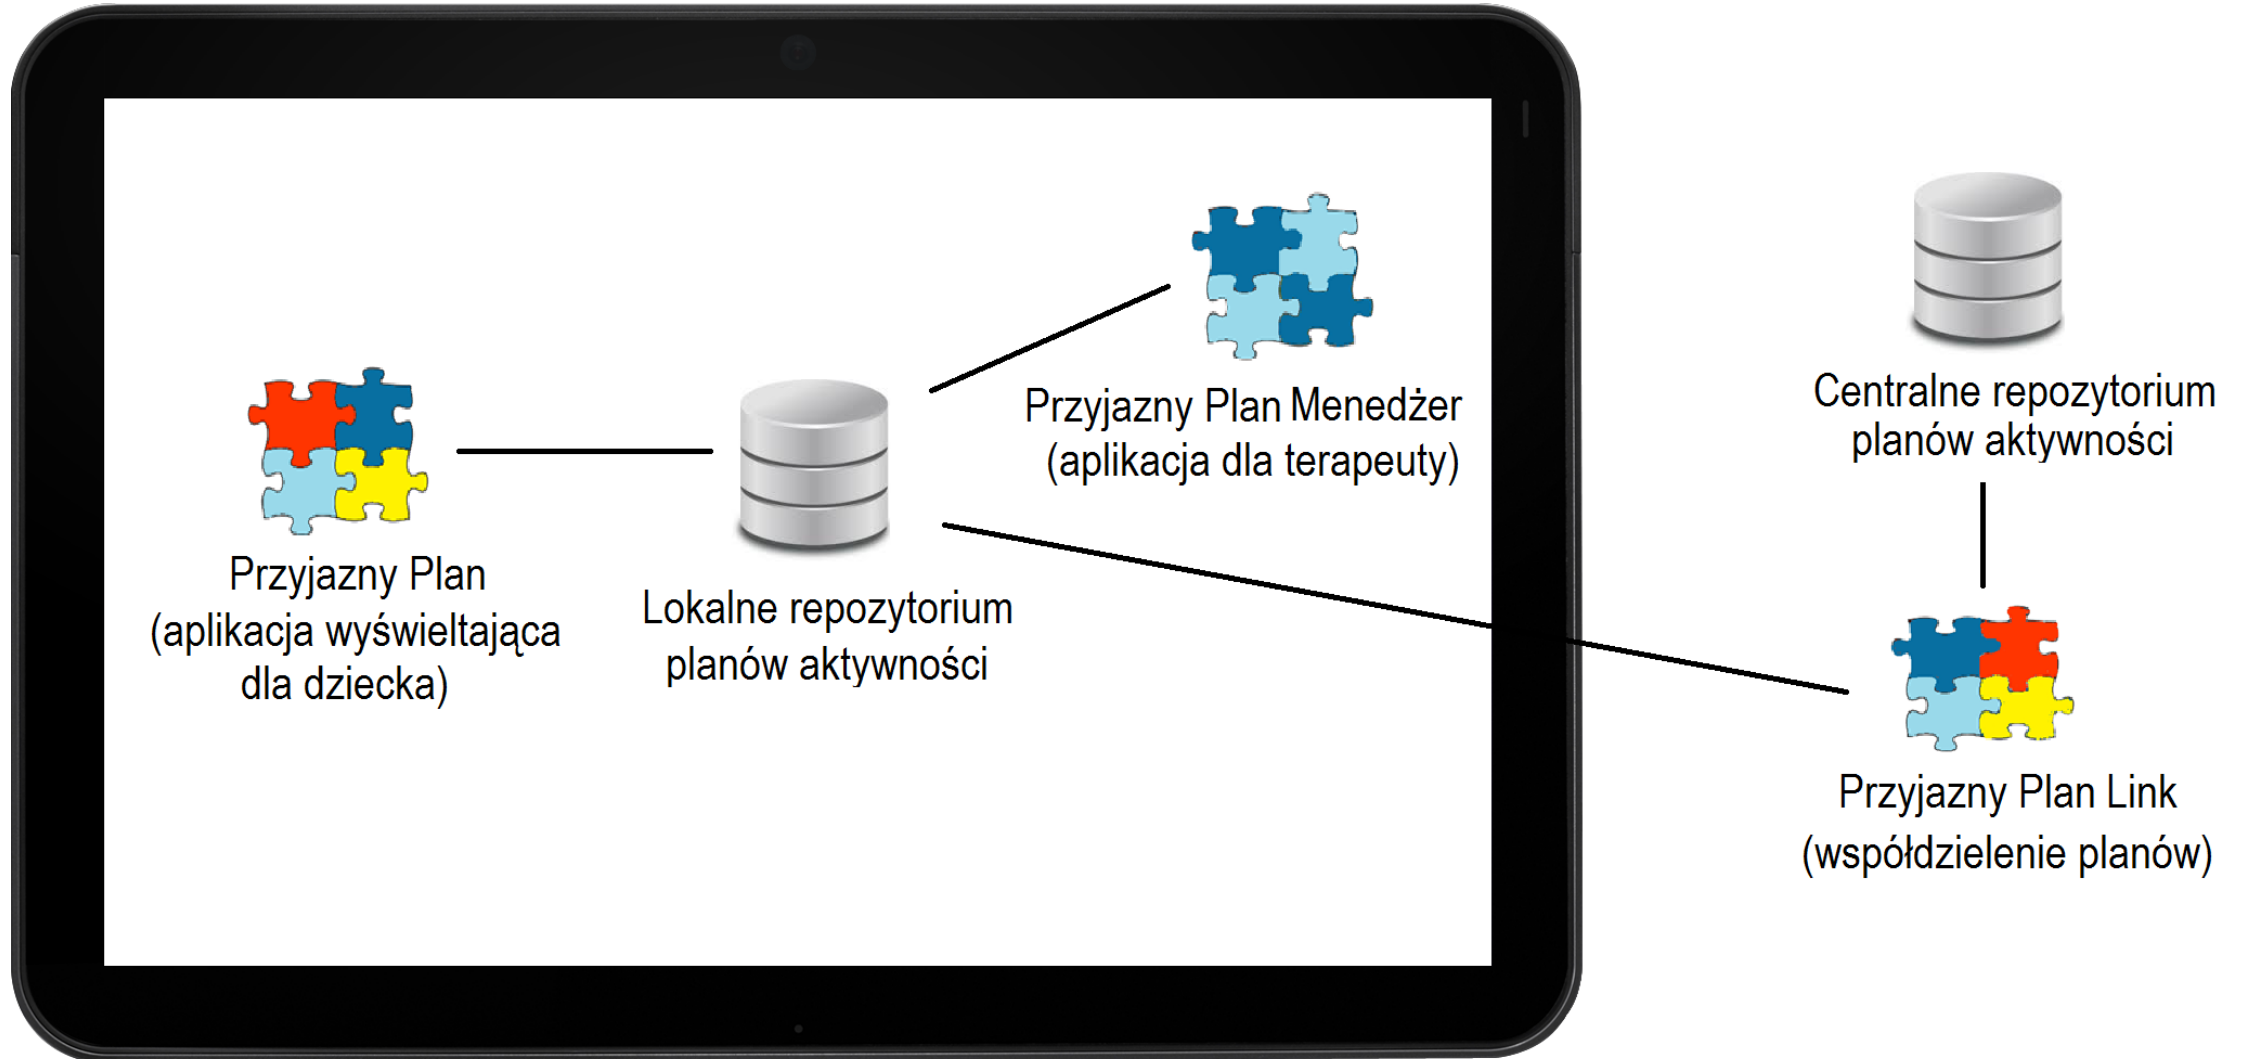 Przyjazny Plan
(aplikacja wyświeltająca
dla dziecka)
Lokalne repozytorium
planów aktywności
Przyjazny Plan Menedżer
(aplikacja dla terapeuty)
Centralne repozytorium
planów aktywności
Przyjazny Plan Link
(współdzielenie planów)